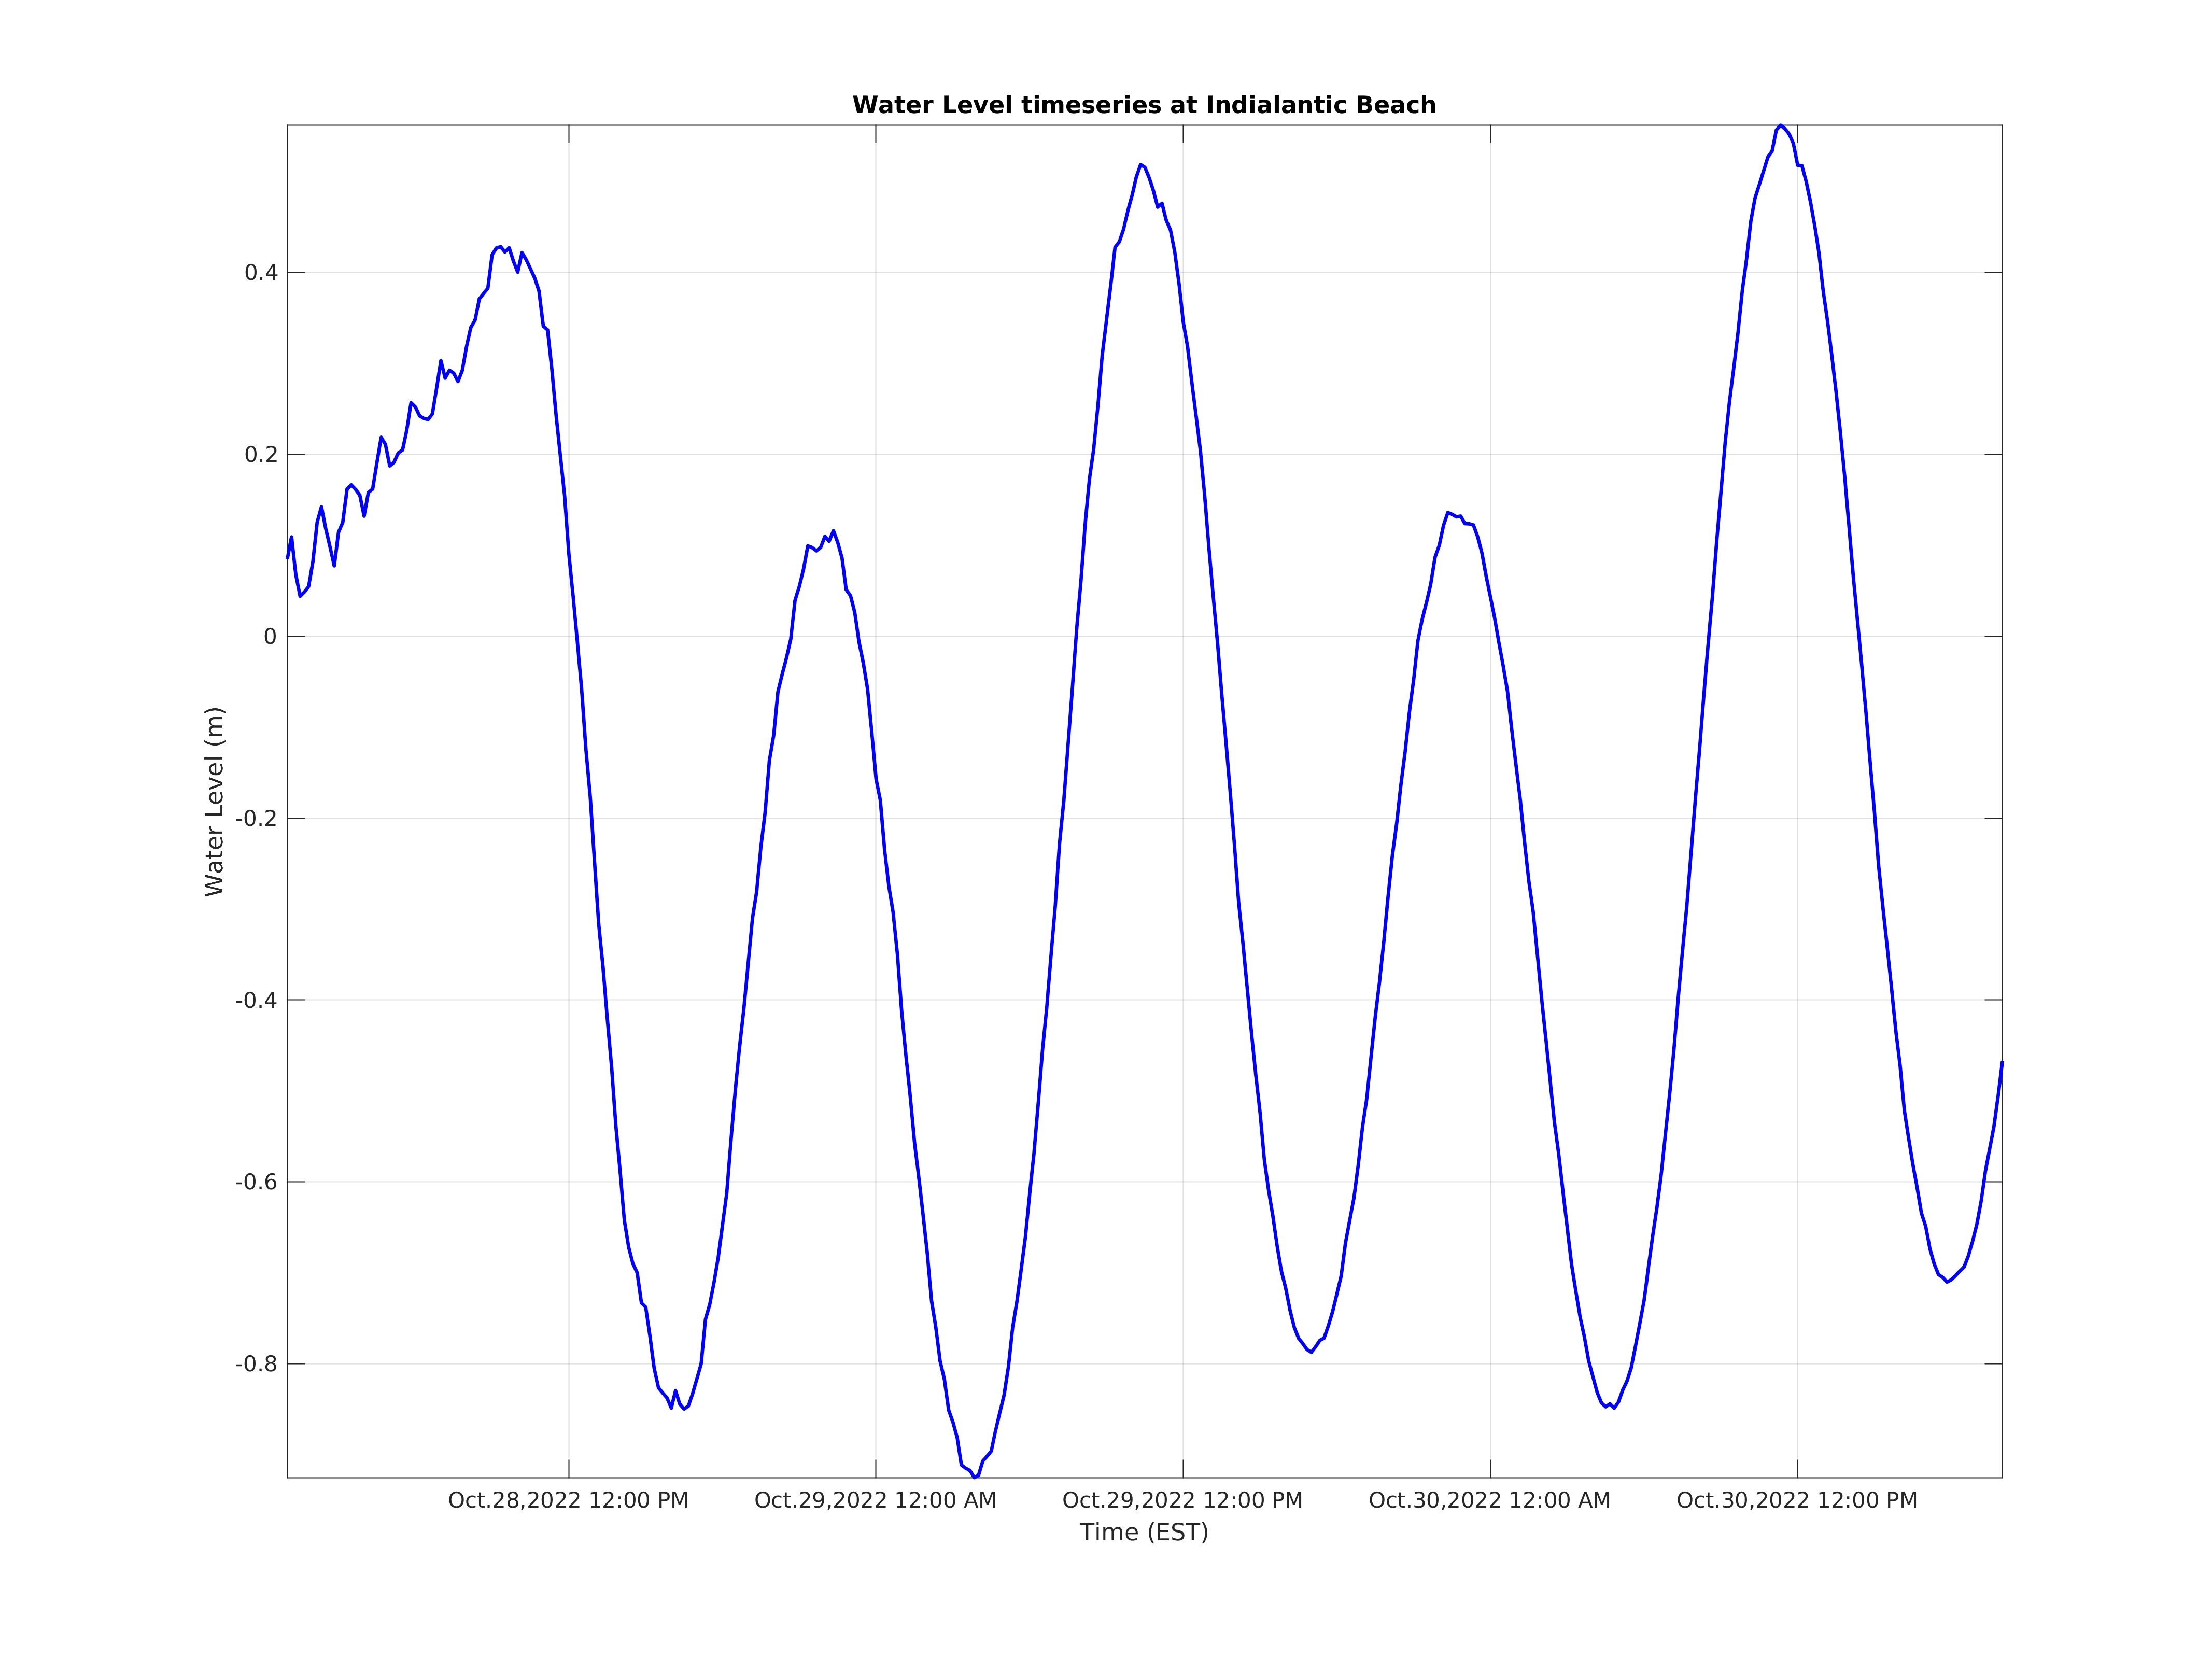 Water Level timeseries at Indialantic Beach
0.4
0.2
0
-0.2
-0.4
-0.6
-0.8
Water Level (m)
Oct.28,2022 12:00 PM
Oct.29,2022 12:00 AM
Oct.29,2022 12:00 PM
Oct.30,2022 12:00 AM
Oct.30,2022 12:00 PM
Time (EST)